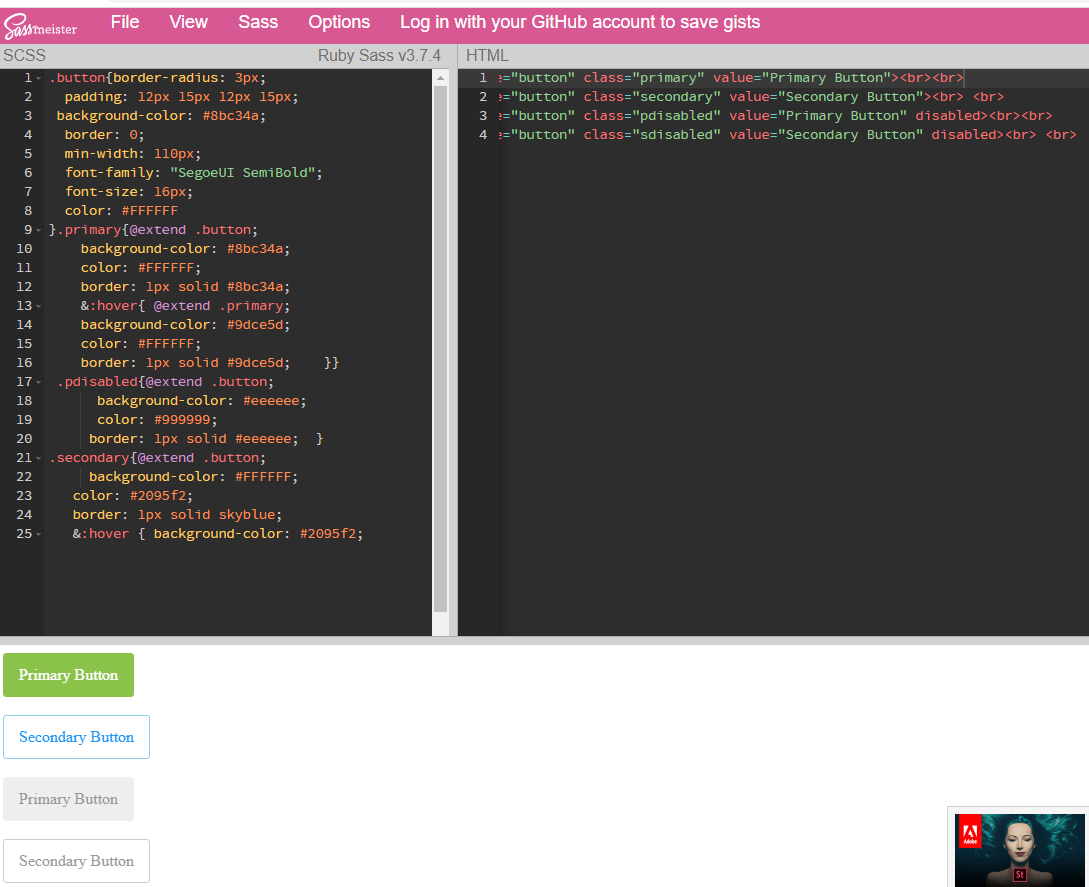 Sassmeister File View Sass Options Log in with your GitHub account to save gists
SCSS Ruby Sass v3.7.4
1 .button{border-radius: 3px;
2 padding: 12px 15px 12px 15px;
3 background-color: #8bc34a;
4 border: 0;
5 min-width: 110px;
6 font-family: "SegoeUI SemiBold";
7 font-size: 16px;
8 color: #FFFFFF
9 }.primary{@extend .button;
10 background-color: #8bc34a;
11 color: #FFFFFF;
12 border: 1px solid #8bc34a;
13 &:hover{ @extend .primary;
14 background-color: #9dce5d;
15 color: #FFFFFF;
16 border: 1px solid #9dce5d; }}
17 .pdisabled{@extend .button;
18 background-color: #eeeeee;
19 color: #999999;
20 border: 1px solid #eeeeee; }
21 .secondary{@extend .button;
22 background-color: #FFFFFF;
23 color: #2095f2;
24 border: 1px solid skyblue;
25 &:hover { background-color: #2095f2;
HTML
1 ="button" class="primary" value="Primary Button"><br><br>
2 ="button" class="secondary" value="Secondary Button"><br> <br>
3 ="button" class="pdisabled" value="Primary Button" disabled><br><br>
4 ="button" class="sdisabled" value="Secondary Button" disabled><br> <br>
Primary Button
Secondary Button
Primary Button
Secondary Button
Adobe
St